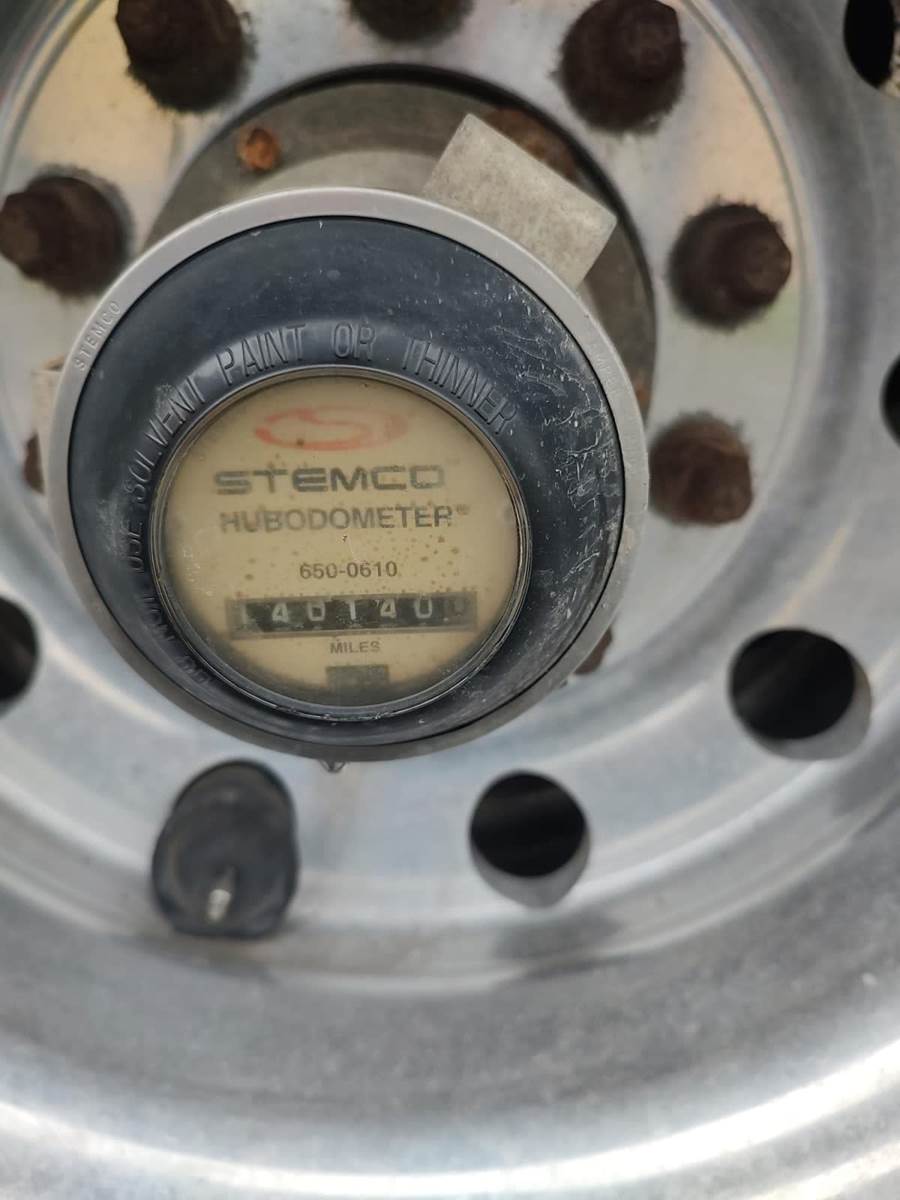 STEMCO
DO NOT USE SOLVENT PAINT OR THINNER
STEMCO
HUBODOMETER
650-0610
140140
MILES